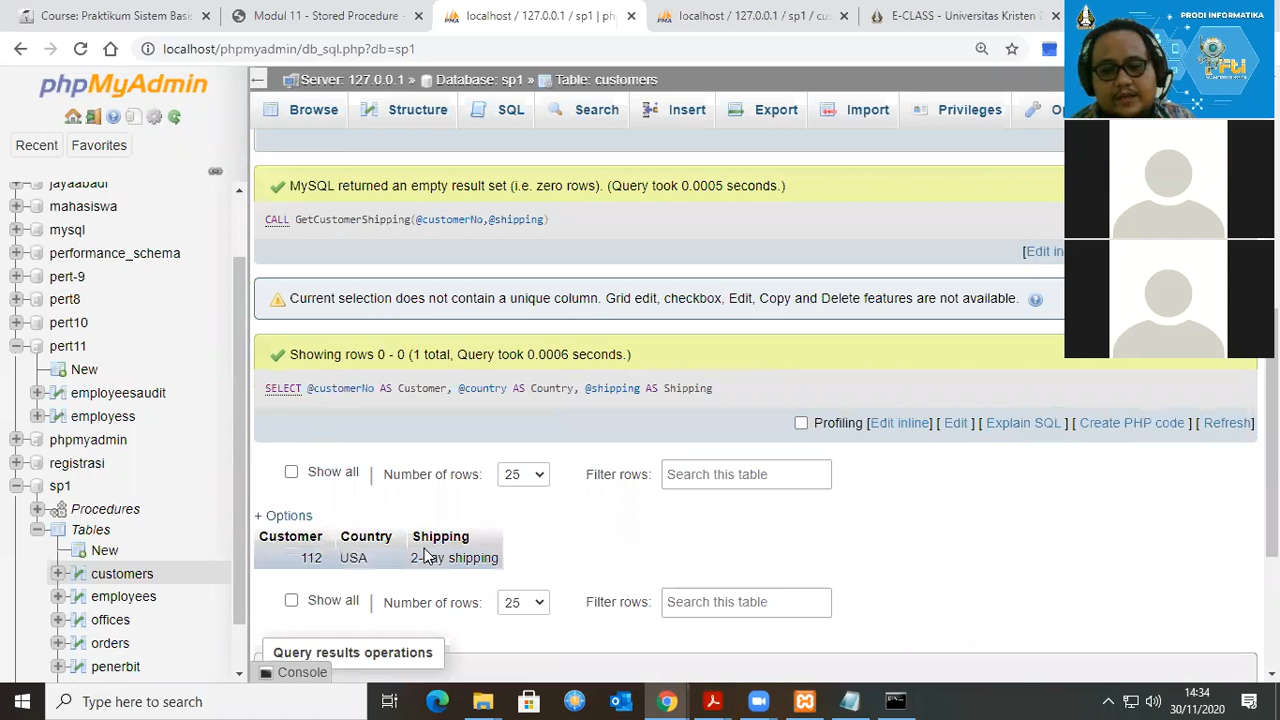 Course: Praktikum Sistem Basis
Modul 11 - Stored Procedure -
localhost / 127.0.0.1 / sp1 | ph
localhost / 127.0.0.1 / sp1 / cus
E-CLASS - Universitas Kristen D
localhost/phpmyadmin/db_sql.php?db=sp1
PRODI INFORMATIKA
fti
phpMyAdmin
Recent
Favorites
jayaabadi
mahasiswa
mysql
performance_schema
pert-9
pert8
pert10
pert11
New
employeesaudit
employess
phpmyadmin
registrasi
sp1
Procedures
Tables
New
customers
employees
offices
orders
penerbit
Server: 127.0.0.1 » Database: sp1 » Table: customers
Browse Structure SQL Search Insert Export Import Privileges Op
MySQL returned an empty result set (i.e. zero rows). (Query took 0.0005 seconds.)
CALL GetCustomerShipping(@customerNo,@shipping)
[Edit in
Current selection does not contain a unique column. Grid edit, checkbox, Edit, Copy and Delete features are not available.
Showing rows 0 - 0 (1 total, Query took 0.0006 seconds.)
SELECT @customerNo AS Customer, @country AS Country, @shipping AS Shipping
Profiling [Edit inline] [ Edit ] [ Explain SQL ] [ Create PHP code ] [ Refresh]
Show all | Number of rows: 25 Filter rows: Search this table
+ Options
Customer Country Shipping
112 USA 2-day shipping
Show all | Number of rows: 25 Filter rows: Search this table
Query results operations
Console
Type here to search
14:34
30/11/2020